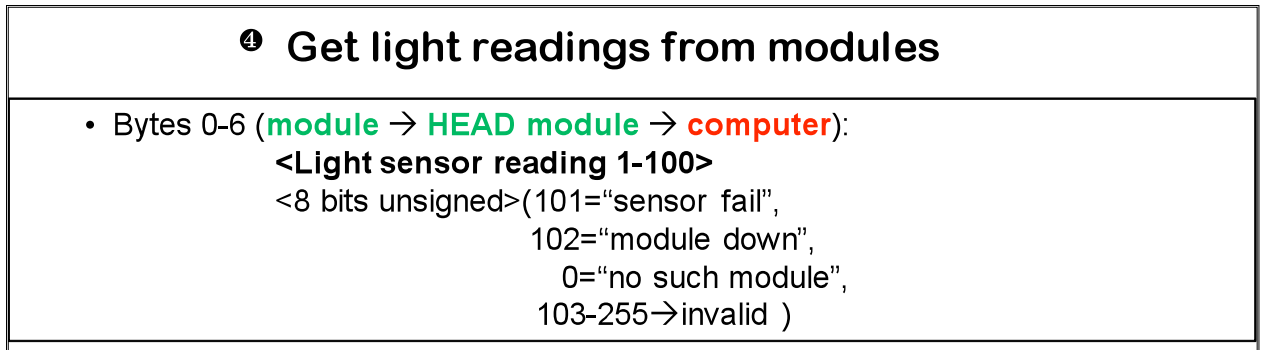 ❹ Get light readings from modules
• Bytes 0-6 (module → HEAD module → computer):
<Light sensor reading 1-100>
<8 bits unsigned>(101=“sensor fail”,
102=“module down”,
0=“no such module”,
103-255→invalid )